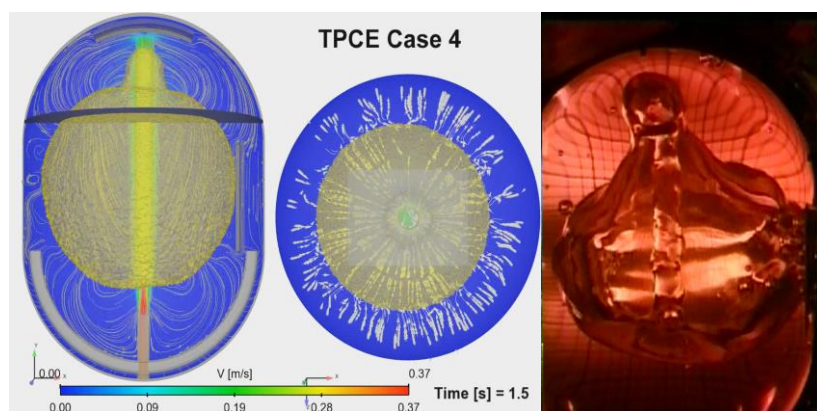 TPCE Case 4
Y
X
X
0.00 V [m/s] 0.37
0.00 0.09 0.19 0.28 0.37
Time [s] = 1.5